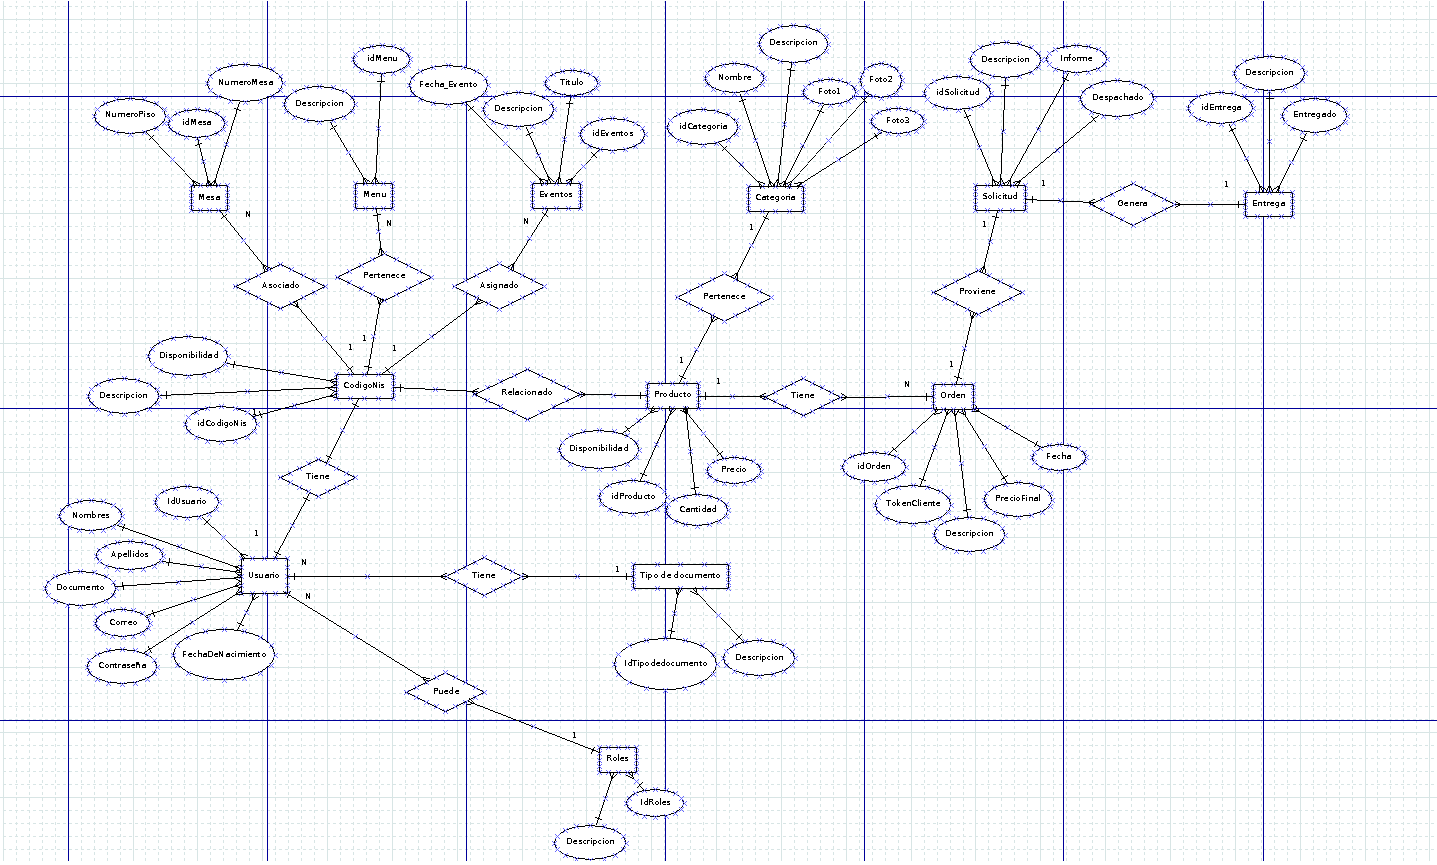 Descripcion
idMenu
Descripcion
Informe
NumeroMesa
Fecha_Evento
Titulo
Nombre
Foto2
Descripcion
Foto1
idSolicitud
Despachado
Descripcion
Descripcion
idEntrega
NumeroPiso
idMesa
Entregado
idEventos
idCategoria
Foto3
Mesa
Menu
Eventos
Categoria
Solicitud
1
Genera
1
Entrega
N
N
N
1
1
Asociado
Pertenece
Asignado
Pertenece
Proviene
Disponibilidad
1
1
1
1
1
CodigoNis
Descripcion
Relacionado
Producto
1
Tiene
N
Orden
idCodigoNis
Disponibilidad
Precio
idOrden
Fecha
Tiene
idProducto
Cantidad
TokenCliente
PrecioFinal
IdUsuario
Nombres
Descripcion
1
Apellidos
N
Usuario
Tiene
1
Tipo de documento
Documento
N
Correo
FechaDeNacimiento
Contraseña
IdTipodedocumento
Descripcion
Puede
1
Roles
IdRoles
Descripcion